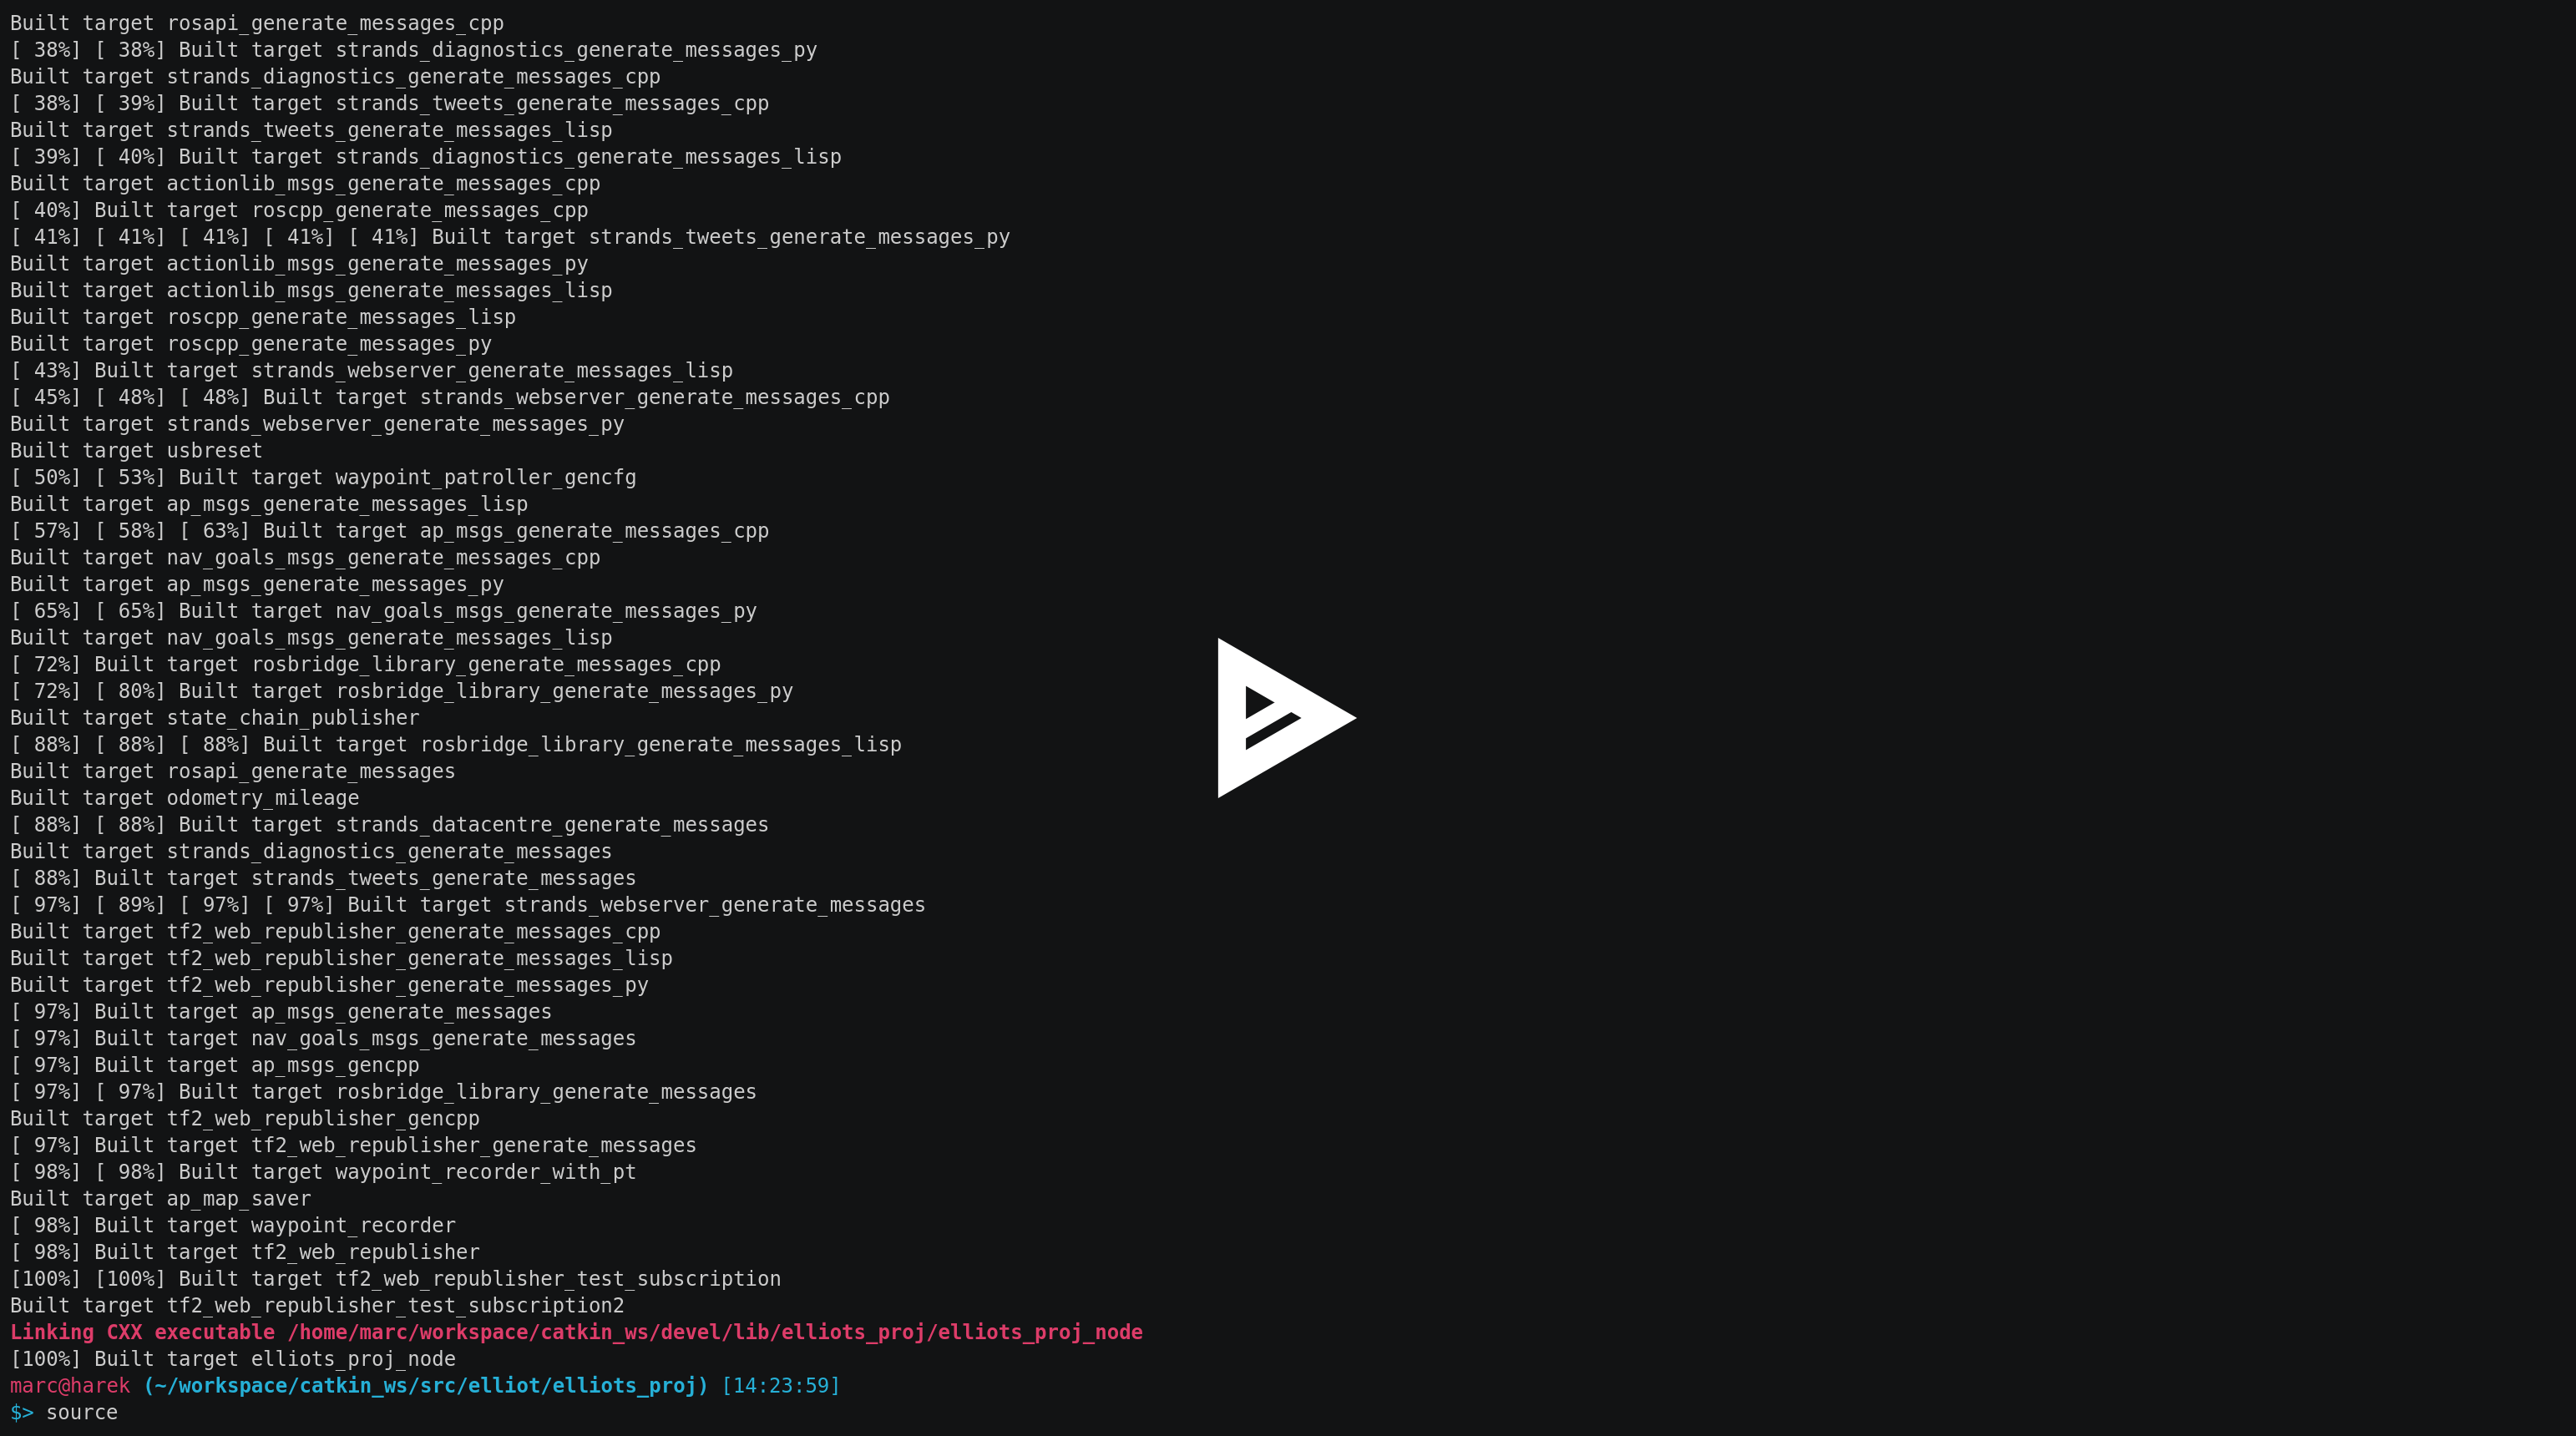 Built target rosapi_generate_messages_cpp
[ 38%] [ 38%] Built target strands_diagnostics_generate_messages_py
Built target strands_diagnostics_generate_messages_cpp
[ 38%] [ 39%] Built target strands_tweets_generate_messages_cpp
Built target strands_tweets_generate_messages_lisp
[ 39%] [ 40%] Built target strands_diagnostics_generate_messages_lisp
Built target actionlib_msgs_generate_messages_cpp
[ 40%] Built target roscpp_generate_messages_cpp
[ 41%] [ 41%] [ 41%] [ 41%] [ 41%] Built target strands_tweets_generate_messages_py
Built target actionlib_msgs_generate_messages_py
Built target actionlib_msgs_generate_messages_lisp
Built target roscpp_generate_messages_lisp
Built target roscpp_generate_messages_py
[ 43%] Built target strands_webserver_generate_messages_lisp
[ 45%] [ 48%] [ 48%] Built target strands_webserver_generate_messages_cpp
Built target strands_webserver_generate_messages_py
Built target usbreset
[ 50%] [ 53%] Built target waypoint_patroller_gencfg
Built target ap_msgs_generate_messages_lisp
[ 57%] [ 58%] [ 63%] Built target ap_msgs_generate_messages_cpp
Built target nav_goals_msgs_generate_messages_cpp
Built target ap_msgs_generate_messages_py
[ 65%] [ 65%] Built target nav_goals_msgs_generate_messages_py
Built target nav_goals_msgs_generate_messages_lisp
[ 72%] Built target rosbridge_library_generate_messages_cpp
[ 72%] [ 80%] Built target rosbridge_library_generate_messages_py
Built target state_chain_publisher
[ 88%] [ 88%] [ 88%] Built target rosbridge_library_generate_messages_lisp
Built target rosapi_generate_messages
Built target odometry_mileage
[ 88%] [ 88%] Built target strands_datacentre_generate_messages
Built target strands_diagnostics_generate_messages
[ 88%] Built target strands_tweets_generate_messages
[ 97%] [ 89%] [ 97%] [ 97%] Built target strands_webserver_generate_messages
Built target tf2_web_republisher_generate_messages_cpp
Built target tf2_web_republisher_generate_messages_lisp
Built target tf2_web_republisher_generate_messages_py
[ 97%] Built target ap_msgs_generate_messages
[ 97%] Built target nav_goals_msgs_generate_messages
[ 97%] Built target ap_msgs_gencpp
[ 97%] [ 97%] Built target rosbridge_library_generate_messages
Built target tf2_web_republisher_gencpp
[ 97%] Built target tf2_web_republisher_generate_messages
[ 98%] [ 98%] Built target waypoint_recorder_with_pt
Built target ap_map_saver
[ 98%] Built target waypoint_recorder
[ 98%] Built target tf2_web_republisher
[100%] [100%] Built target tf2_web_republisher_test_subscription
Built target tf2_web_republisher_test_subscription2
Linking CXX executable /home/marc/workspace/catkin_ws/devel/lib/elliots_proj/elliots_proj_node
[100%] Built target elliots_proj_node
marc@harek (~/workspace/catkin_ws/src/elliot/elliots_proj) [14:23:59]
$> source